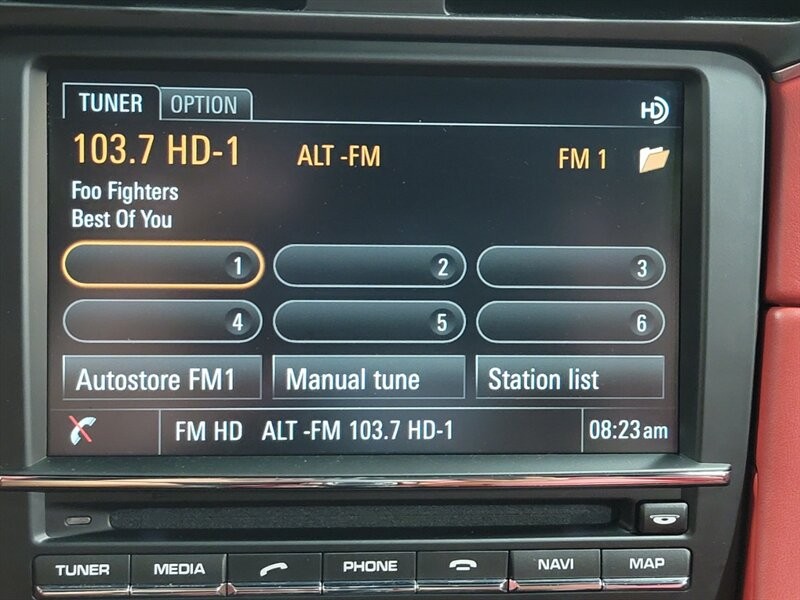 TUNER OPTION
HD
103.7 HD-1 ALT -FM FM 1
Foo Fighters
Best Of You
1 2 3
4 5 6
Autostore FM1 Manual tune Station list
FM HD ALT -FM 103.7 HD-1 08:23am
TUNER MEDIA PHONE NAVI MAP